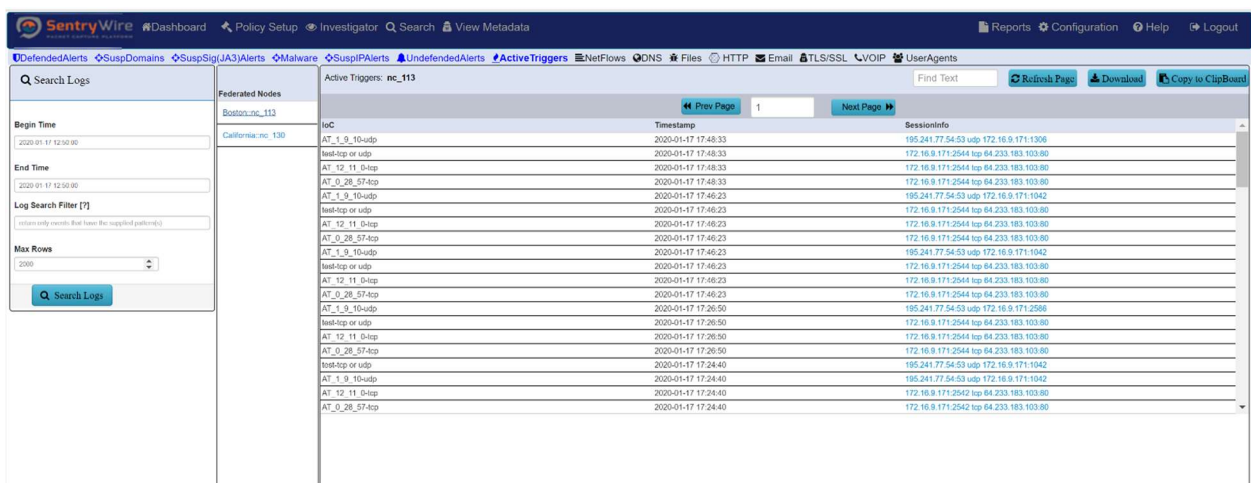 SentryWire Dashboard Policy Setup Investigator Search View Metadata Reports Configuration Help Logout
PACKET CAPTURE PLATFORM
DefendedAlerts SuspDomains SuspSig(JA3)Alerts Malware SuspIPAlerts UndefendedAlerts ActiveTriggers NetFlows DNS Files HTTP Email TLS/SSL VOIP UserAgents
Search Logs
Begin Time
2020-01-17 12:50:00
End Time
2020-01-17 12:50:00
Log Search Filter [?]
return only events that have the supplied pattern(s)
Max Rows
2000
Search Logs
Federated Nodes
Boston::nc_113
California::nc_130
Active Triggers: nc_113
Find Text Refresh Page Download Copy to ClipBoard
Prev Page 1 Next Page
IoC Timestamp SessionInfo
AT_1_9_10-udp 2020-01-17 17:48:33 195.241.77.54:53 udp 172.16.9.171:1306
test-tcp or udp 2020-01-17 17:48:33 172.16.9.171:2544 tcp 64.233.183.103:80
AT_12_11_0-tcp 2020-01-17 17:48:33 172.16.9.171:2544 tcp 64.233.183.103:80
AT_0_28_57-tcp 2020-01-17 17:48:33 172.16.9.171:2544 tcp 64.233.183.103:80
AT_1_9_10-udp 2020-01-17 17:46:23 195.241.77.54:53 udp 172.16.9.171:1042
test-tcp or udp 2020-01-17 17:46:23 172.16.9.171:2544 tcp 64.233.183.103:80
AT_12_11_0-tcp 2020-01-17 17:46:23 172.16.9.171:2544 tcp 64.233.183.103:80
AT_0_28_57-tcp 2020-01-17 17:46:23 172.16.9.171:2544 tcp 64.233.183.103:80
AT_1_9_10-udp 2020-01-17 17:46:23 195.241.77.54:53 udp 172.16.9.171:1042
test-tcp or udp 2020-01-17 17:46:23 172.16.9.171:2544 tcp 64.233.183.103:80
AT_12_11_0-tcp 2020-01-17 17:46:23 172.16.9.171:2544 tcp 64.233.183.103:80
AT_0_28_57-tcp 2020-01-17 17:46:23 172.16.9.171:2544 tcp 64.233.183.103:80
AT_1_9_10-udp 2020-01-17 17:26:50 195.241.77.54:53 udp 172.16.9.171:2566
test-tcp or udp 2020-01-17 17:26:50 172.16.9.171:2544 tcp 64.233.183.103:80
AT_12_11_0-tcp 2020-01-17 17:26:50 172.16.9.171:2544 tcp 64.233.183.103:80
AT_0_28_57-tcp 2020-01-17 17:26:50 172.16.9.171:2544 tcp 64.233.183.103:80
test-tcp or udp 2020-01-17 17:24:40 195.241.77.54:53 udp 172.16.9.171:1042
AT_1_9_10-udp 2020-01-17 17:24:40 195.241.77.54:53 udp 172.16.9.171:1042
AT_12_11_0-tcp 2020-01-17 17:24:40 172.16.9.171:2542 tcp 64.233.183.103:80
AT_0_28_57-tcp 2020-01-17 17:24:40 172.16.9.171:2542 tcp 64.233.183.103:80